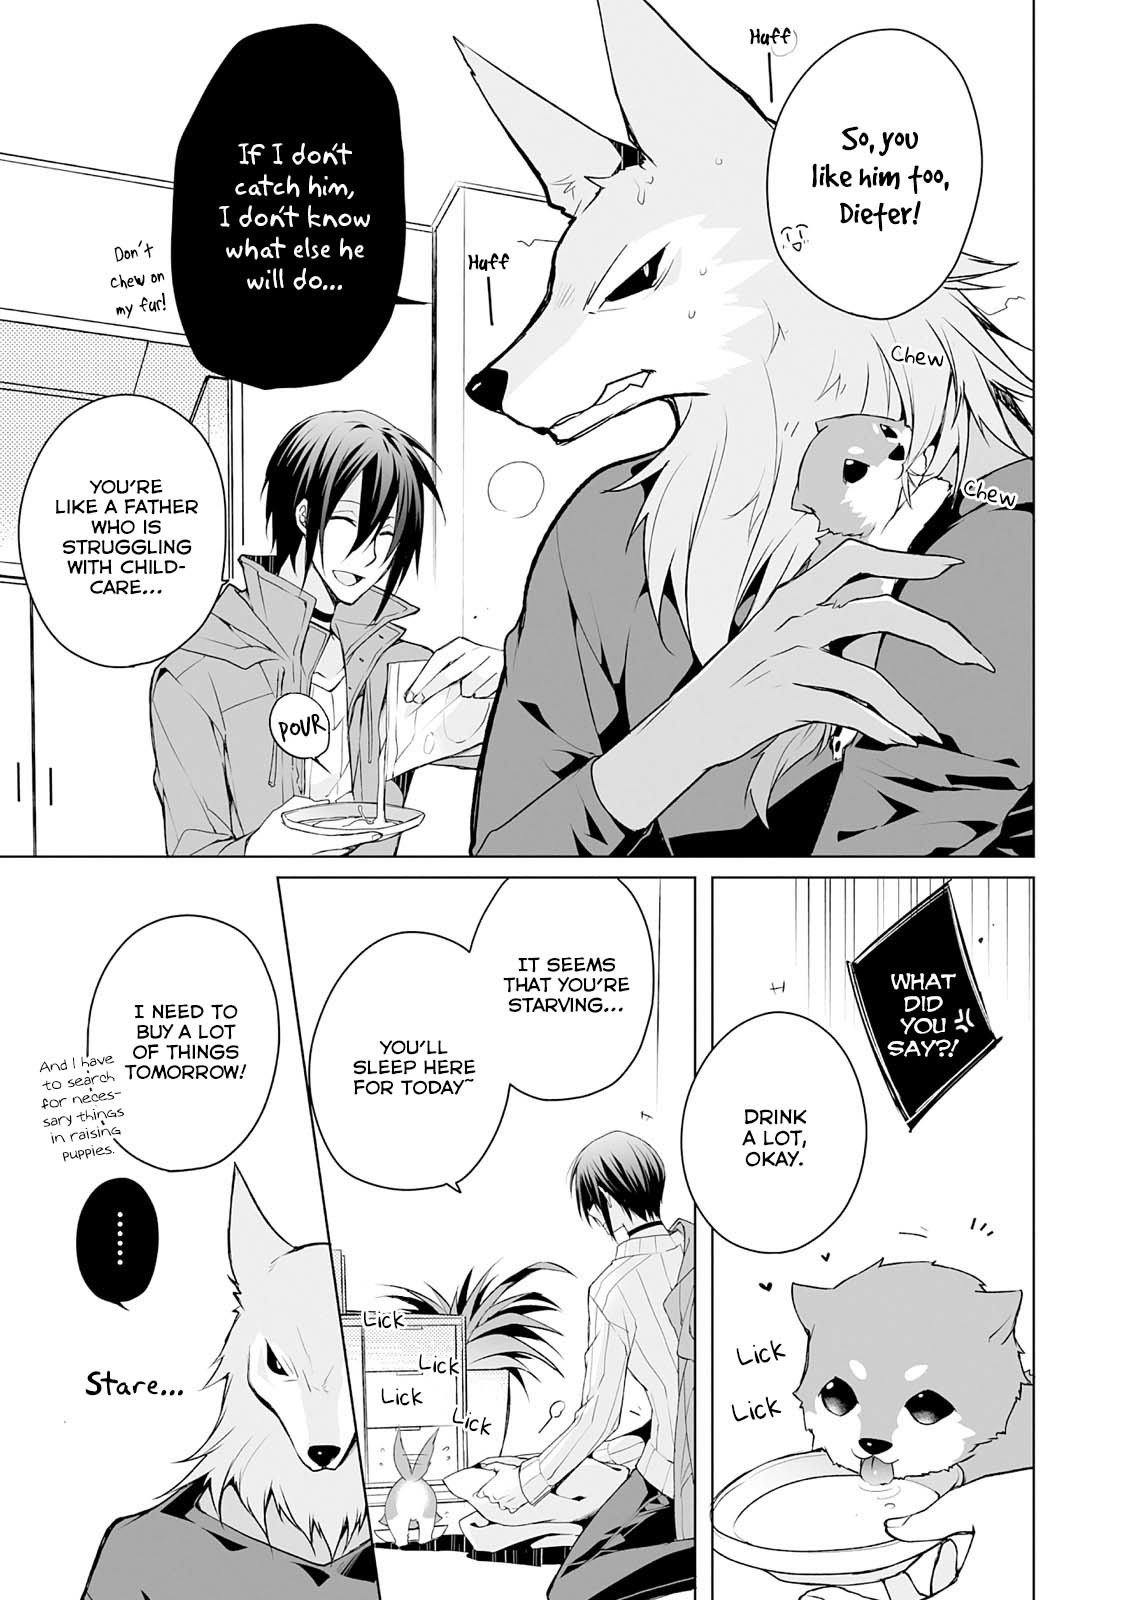 Huff
So, you
like him too,
Dieter!
If I don't
catch him,
I don't know
what else he
will do...
Don't
chew on
my fur!
Huff
Chew
Chew
YOU'RE
LIKE A FATHER
WHO IS
STRUGGLING
WITH CHILD-
CARE...
POUR
WHAT
DID
YOU
SAY?!
DRINK
A LOT,
OKAY.
Lick
Lick
IT SEEMS
THAT YOU'RE
STARVING...
YOU'LL
SLEEP HERE
FOR TODAY~
Lick
Lick
Lick
Lick
I NEED TO
BUY A LOT
OF THINGS
TOMORROW!
And I have
to search
for neces-
sary things
in raising
puppies.
......
Stare...